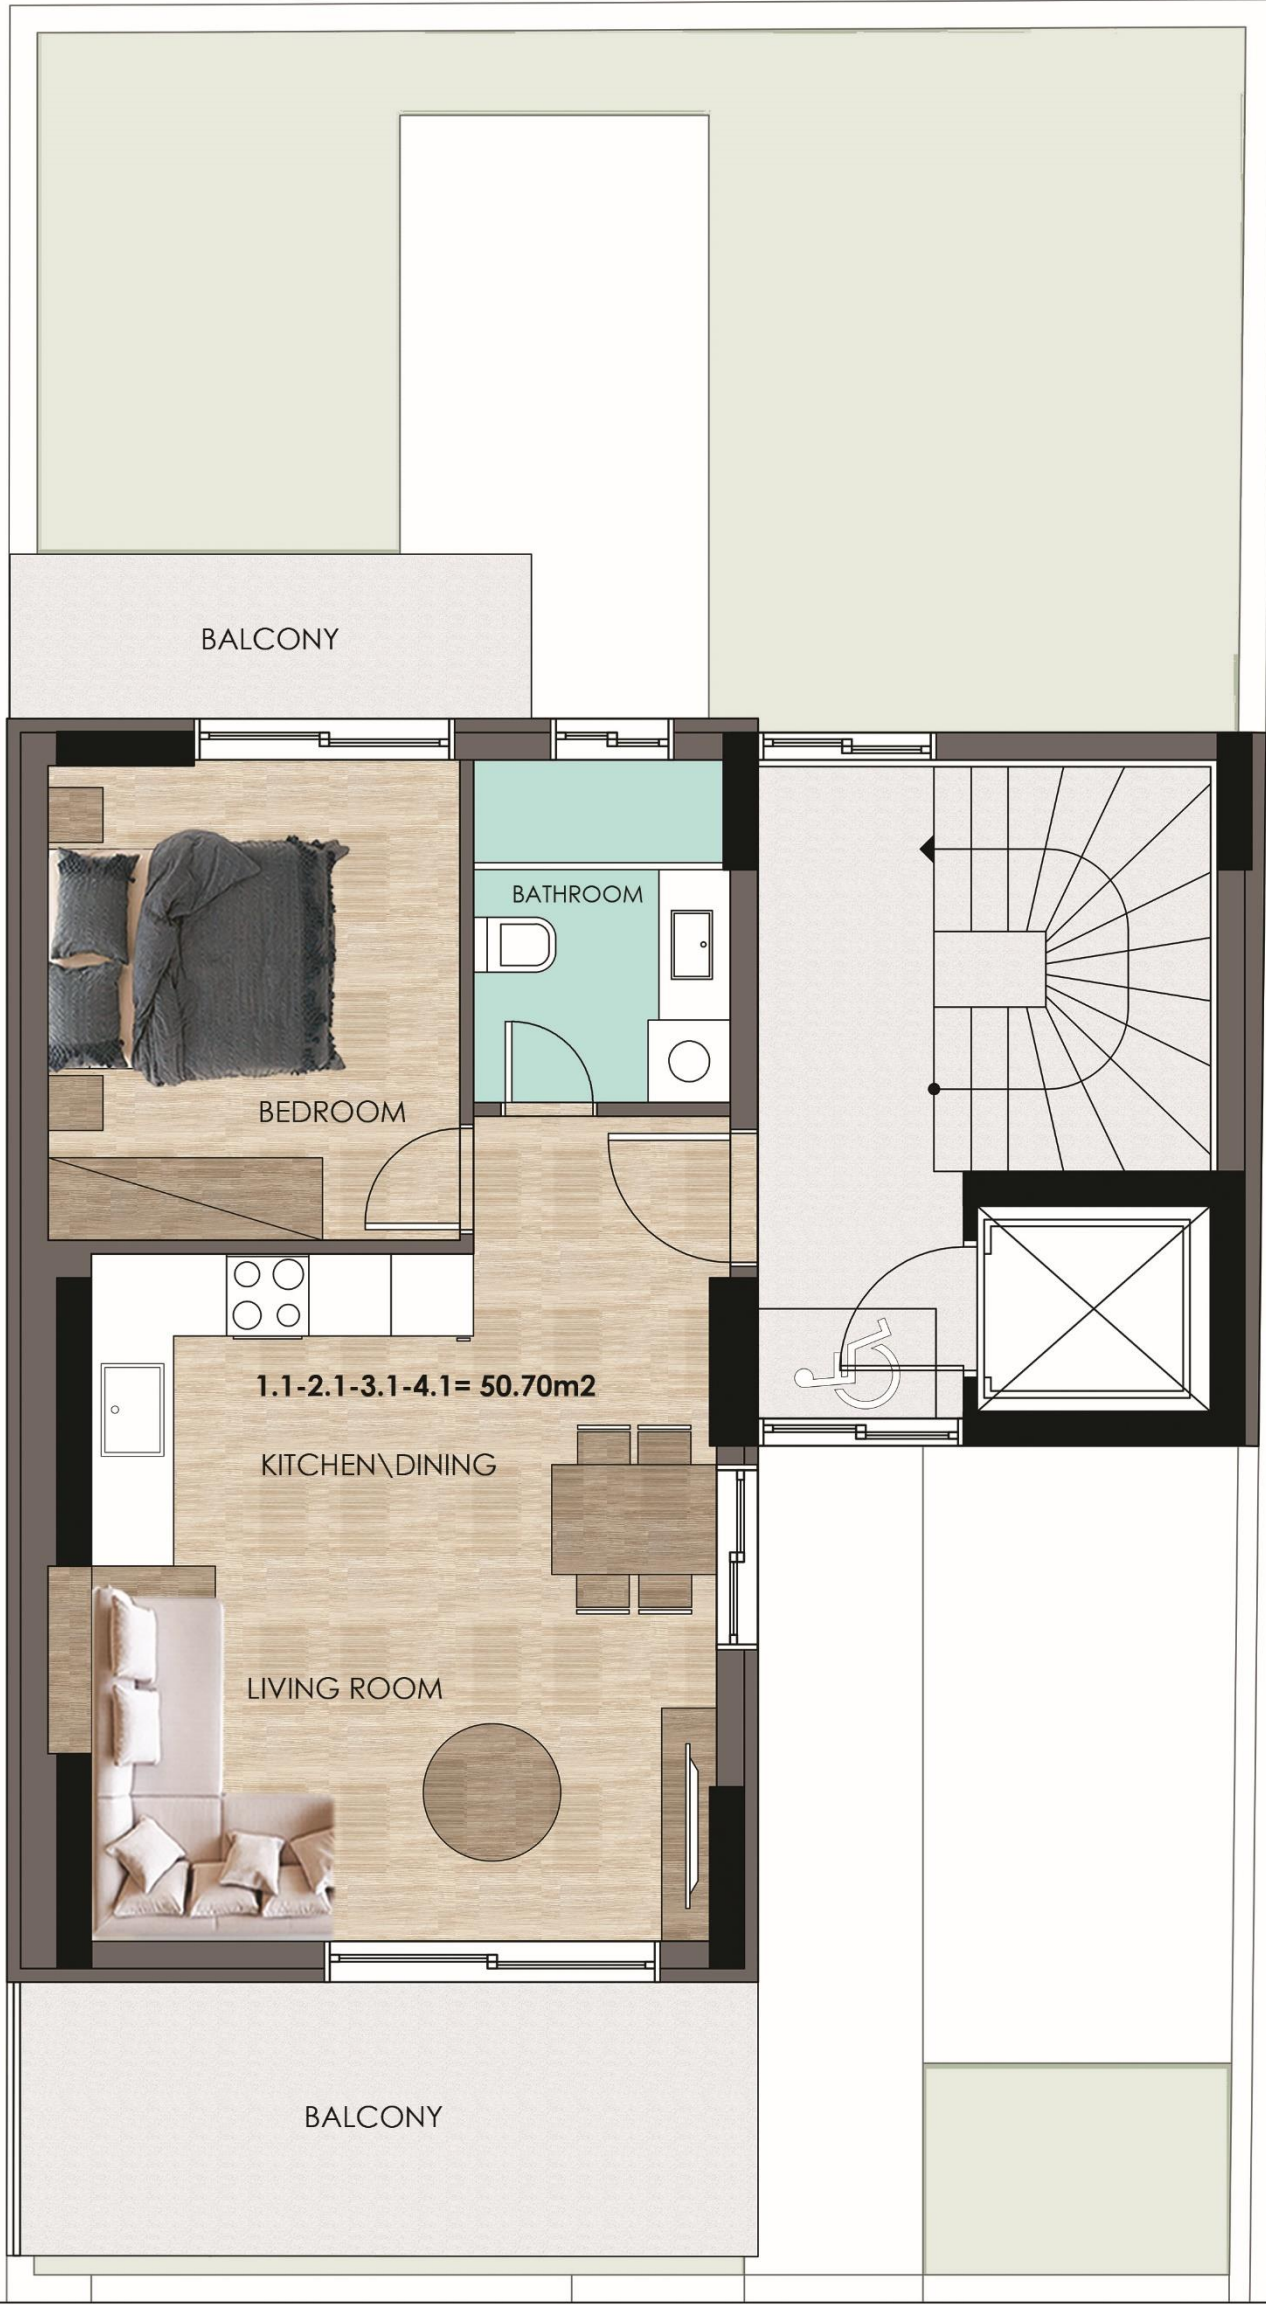 BALCONY
BATHROOM
BEDROOM
1.1-2.1-3.1-4.1= 50.70m2
KITCHEN\DINING
LIVING ROOM
BALCONY